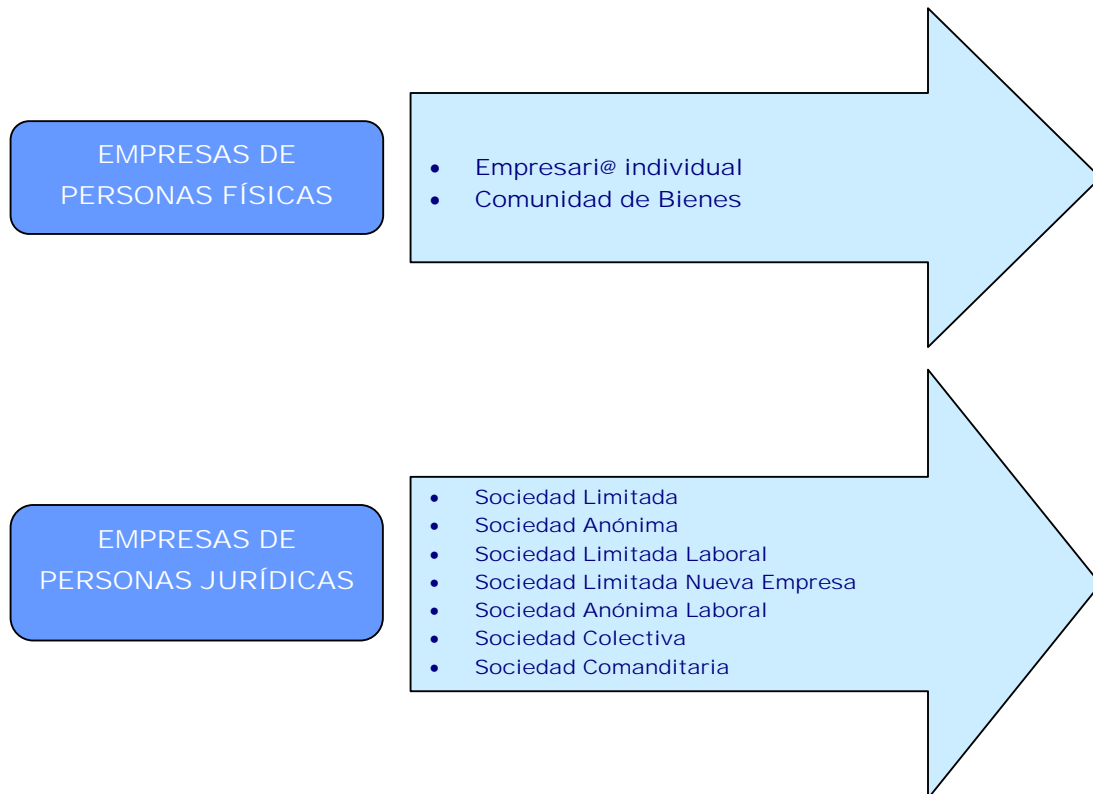 EMPRESAS DE
PERSONAS FÍSICAS
• Empresari@ individual
• Comunidad de Bienes
EMPRESAS DE
PERSONAS JURÍDICAS
• Sociedad Limitada
• Sociedad Anónima
• Sociedad Limitada Laboral
• Sociedad Limitada Nueva Empresa
• Sociedad Anónima Laboral
• Sociedad Colectiva
• Sociedad Comanditaria